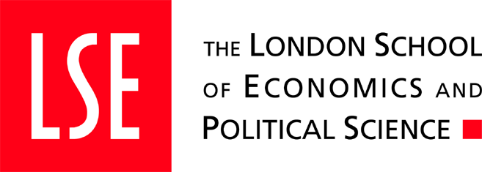 LSE
THE LONDON SCHOOL
OF ECONOMICS AND
POLITICAL SCIENCE